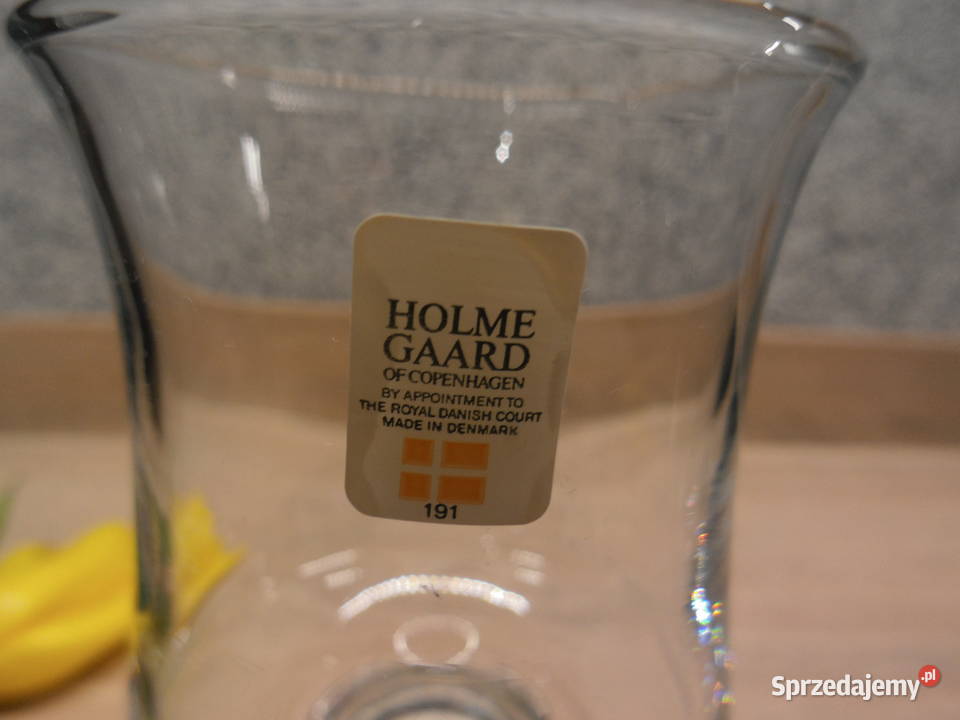 HOLME
GAARD
OF COPENHAGEN
BY APPOINTMENT TO
THE ROYAL DANISH COURT
MADE IN DENMARK
191
Sprzedajemy.pl